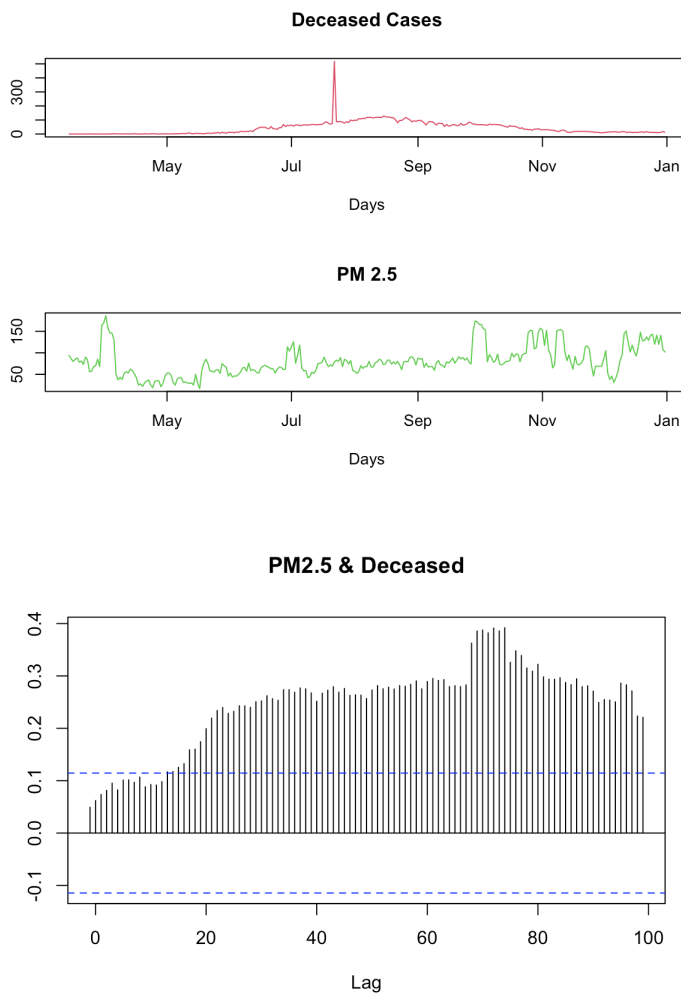 Deceased Cases
300
0
May Jul Sep Nov Jan
Days
PM 2.5
150
50
May Jul Sep Nov Jan
Days
PM2.5 & Deceased
0.4
0.3
0.2
0.1
0.0
-0.1
0 20 40 60 80 100
Lag